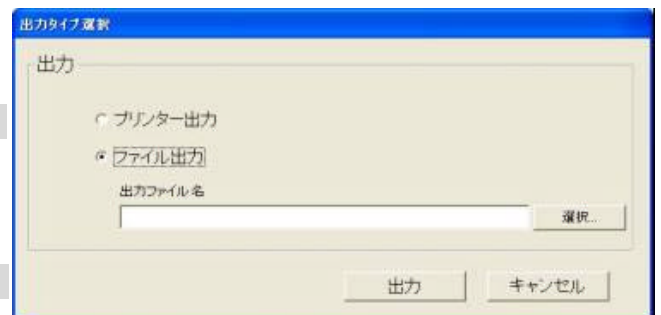 出力タイプ選択
出力
プリンター出力
ファイル出力
出力ファイル名
選択...
出力
キャンセル